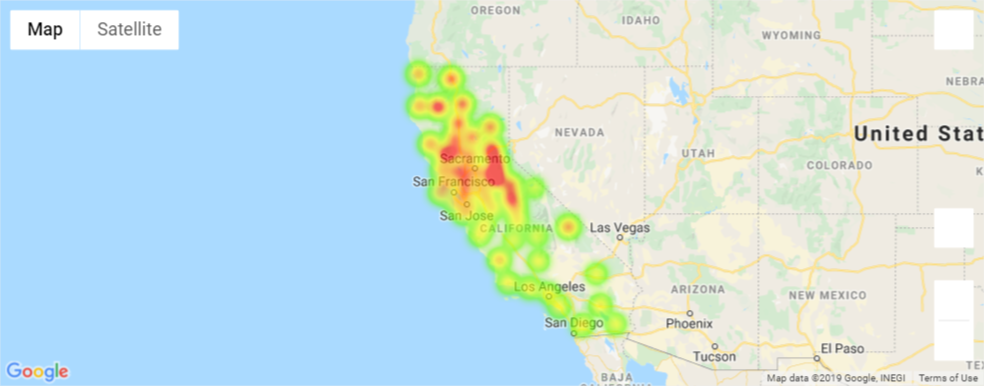 Map Satellite
OREGON
IDAHO
WYOMING
NEBRA
NEVADA
United Stat
Sacramento
UTAH
COLORADO
San Francisco
K
San Jose
CALIFORNIA
Las Vegas
Los Angeles
ARIZONA
NEW MEXICO
San Diego
Phoenix
El Paso
Tucson
TE
Google
BAJA
CALIFORNIA
Map data ©2019 Google, INEGI Terms of Use